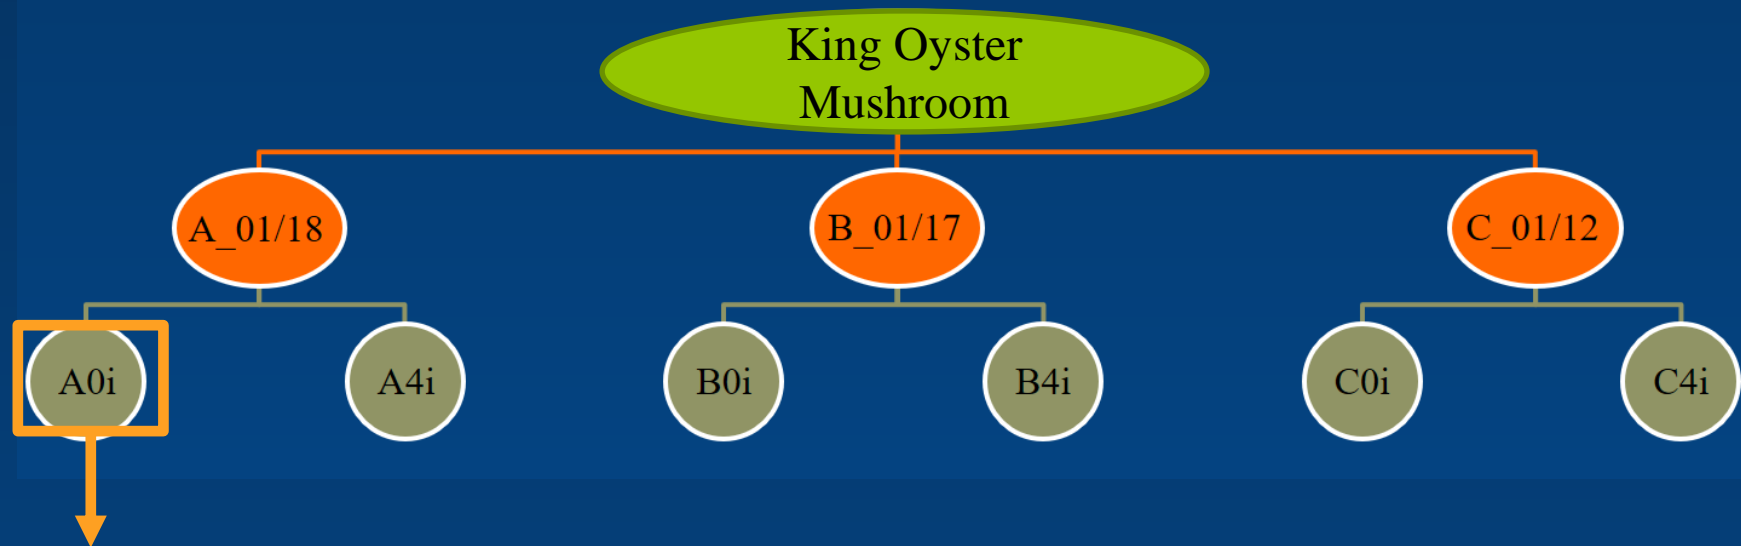 King Oyster
Mushroom
A_01/18
B_01/17
C_01/12
A0i
A4i
B0i
B4i
C0i
C4i